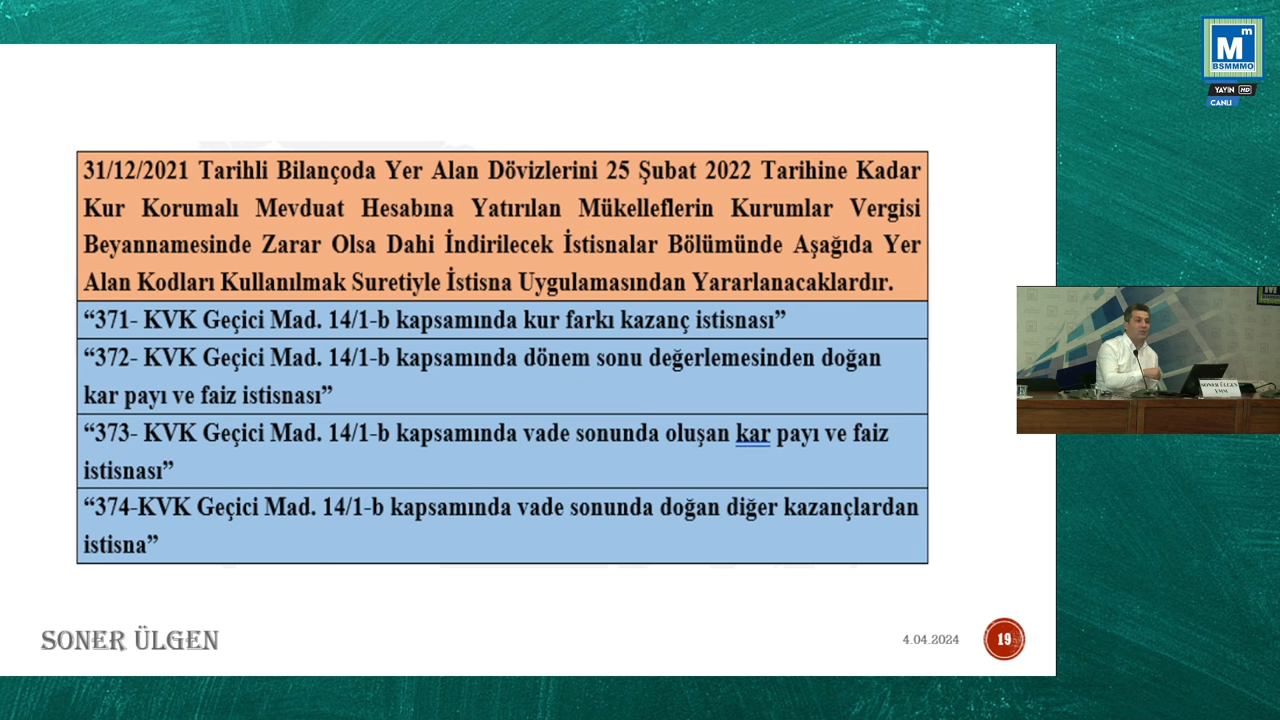 Mm
BSMMMO
YAYIN HD
CANLI
31/12/2021 Tarihli Bilançoda Yer Alan Dövizlerini 25 Şubat 2022 Tarihine Kadar
Kur Korumalı Mevduat Hesabına Yatırılan Mükelleflerin Kurumlar Vergisi
Beyannamesinde Zarar Olsa Dahi İndirilecek İstisnalar Bölümünde Aşağıda Yer
Alan Kodları Kullanılmak Suretiyle İstisna Uygulamasından Yararlanacaklardır.
“371- KVK Geçici Mad. 14/1-b kapsamında kur farkı kazanç istisnası”
“372- KVK Geçici Mad. 14/1-b kapsamında dönem sonu değerlemesinden doğan
kar payı ve faiz istisnası”
“373- KVK Geçici Mad. 14/1-b kapsamında vade sonunda oluşan kar payı ve faiz
istisnası”
“374-KVK Geçici Mad. 14/1-b kapsamında vade sonunda doğan diğer kazançlardan
istisna”
SONER ÜLGEN
YMM
SONER ÜLGEN
4.04.2024
19